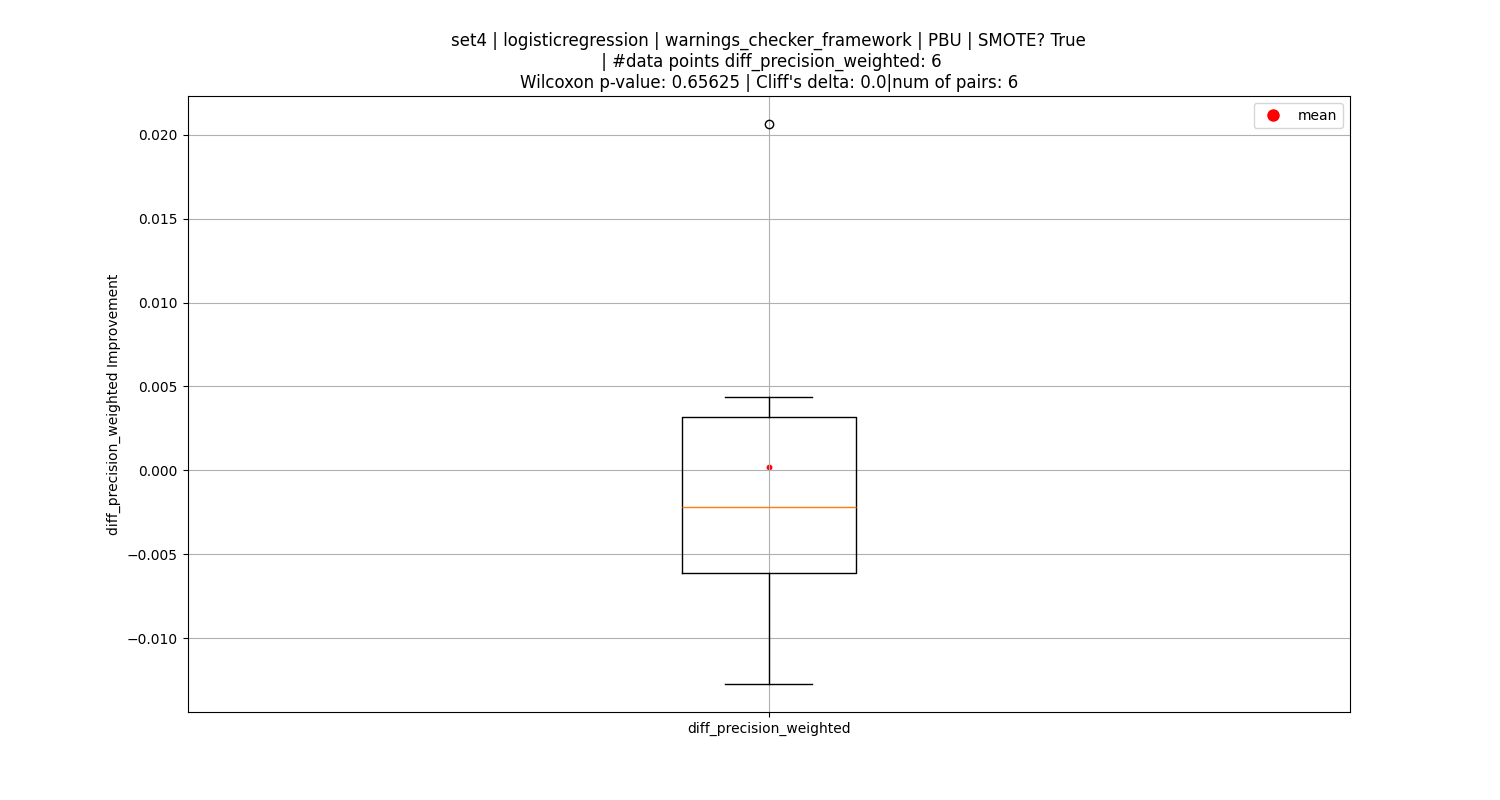 set4 | logisticregression | warnings_checker_framework | PBU | SMOTE? True
| #data points diff_precision_weighted: 6
Wilcoxon p-value: 0.65625 | Cliff's delta: 0.0|num of pairs: 6
mean
0.020
0.015
0.010
0.005
0.000
−0.005
−0.010
diff_precision_weighted Improvement
diff_precision_weighted